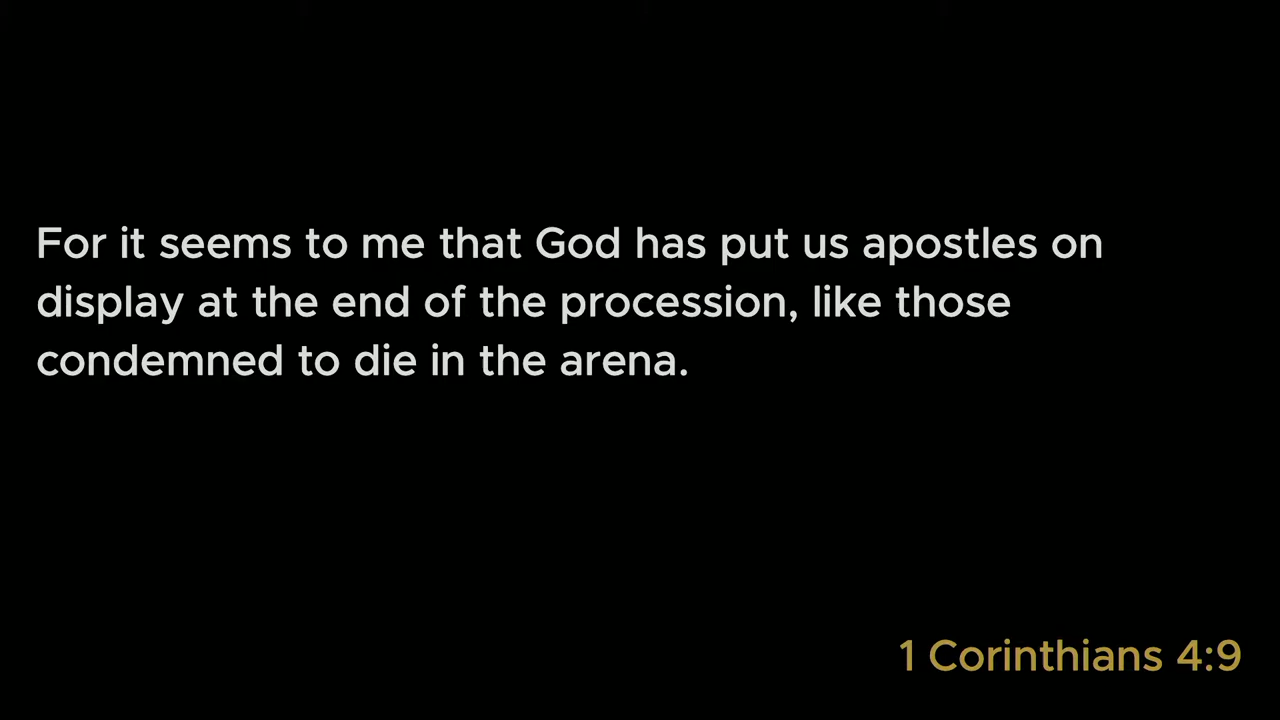 For it seems to me that God has put us apostles on
display at the end of the procession, like those
condemned to die in the arena.
1 Corinthians 4:9